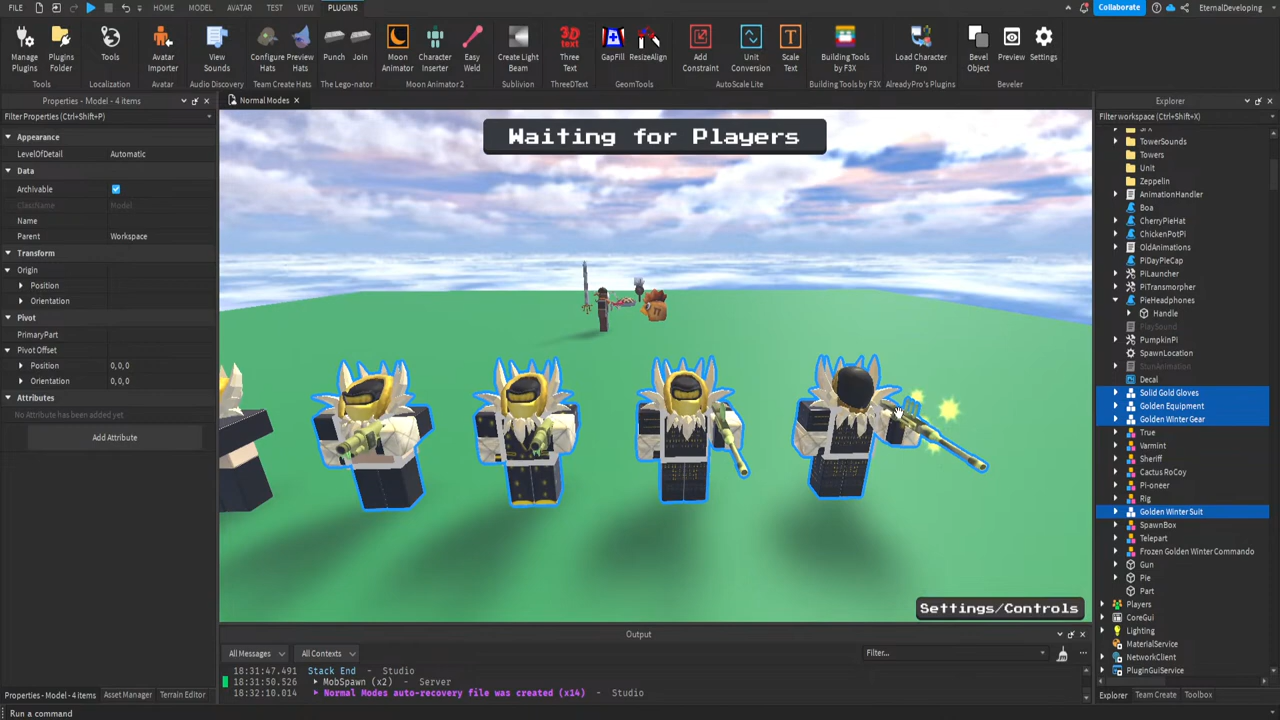 FILE HOME MODEL AVATAR TEST VIEW PLUGINS Collaborate EternalDeveloping
Manage Plugins
Plugins Folder
Tools
Avatar Importer
View Sounds
Configure Hats
Preview Hats
Punch
Join
Moon Animator
Character Inserter
Easy Weld
Create Light Beam
Three Text
GapFill
ResizeAlign
Add Constraint
Unit Conversion
Scale Text
Building Tools by F3X
Load Character Pro
Bevel Object
Preview
Settings
Tools Localization Avatar Audio Discovery Team Create Hats The Lego-nator Moon Animator 2 Sublivion ThreeDText GeomTools AutoScale Lite Building Tools by F3X AlreadyPro's Plugins Beveler
Properties - Model - 4 items
Filter Properties (Ctrl+Shift+P)
Appearance
LevelOfDetail Automatic
Data
Archivable
ClassName Model
Name
Parent Workspace
Transform
Origin
Position
Orientation
Pivot
PrimaryPart
Pivot Offset
Position 0,0,0
Orientation 0,0,0
Attributes
No Attribute has been added yet
Add Attribute
Properties - Model - 4 items Asset Manager Terrain Editor
Run a command
Normal Modes
Waiting for Players
Settings/Controls
Output
All Messages All Contexts Filter...
18:31:47.491 Stack End - Studio
18:31:50.526 MobSpawn (x2) - Server
18:32:10.014 Normal Modes auto-recovery file was created (x14) - Studio
Explorer
Filter workspace (Ctrl+Shift+X)
TowerSounds
Towers
Unit
Zeppelin
AnimationHandler
Boa
CherryPieHat
ChickenPotPi
OldAnimations
PiDayPieCap
PiLauncher
PiTransmorpher
PieHeadphones
Handle
PlaySound
PumpkinPi
SpawnLocation
StunAnimation
Decal
Solid Gold Gloves
Golden Equipment
Golden Winter Gear
True
Varmint
Sheriff
Cactus RoCoy
Pi-oneer
Rig
Golden Winter Suit
SpawnBox
Telepart
Frozen Golden Winter Commando
Gun
Pie
Part
Players
CoreGui
Lighting
MaterialService
NetworkClient
PluginGuiService
Explorer Team Create Toolbox